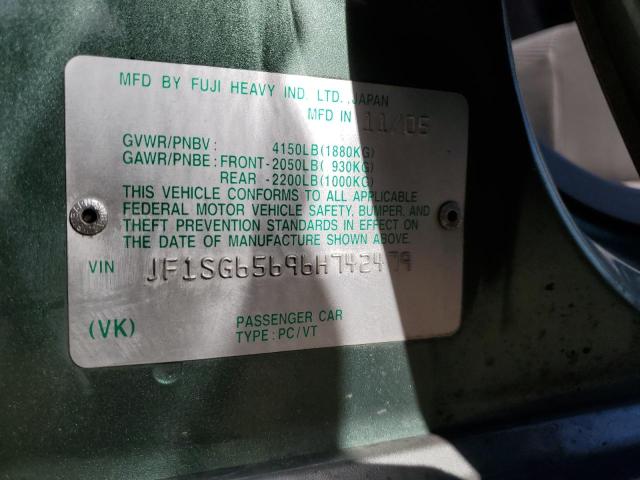 MFD BY FUJI HEAVY IND. LTD., JAPAN
MFD IN 11/05
GVWR/PNBV: 4150LB(1880KG)
GAWR/PNBE: FRONT-2050LB( 930KG)
REAR -2200LB(1000KG)
THIS VEHICLE CONFORMS TO ALL APPLICABLE
FEDERAL MOTOR VEHICLE SAFETY, BUMPER, AND
THEFT PREVENTION STANDARDS IN EFFECT ON
THE DATE OF MANUFACTURE SHOWN ABOVE.
VIN JF1SG65696H742479
(VK) PASSENGER CAR
TYPE:PC/VT